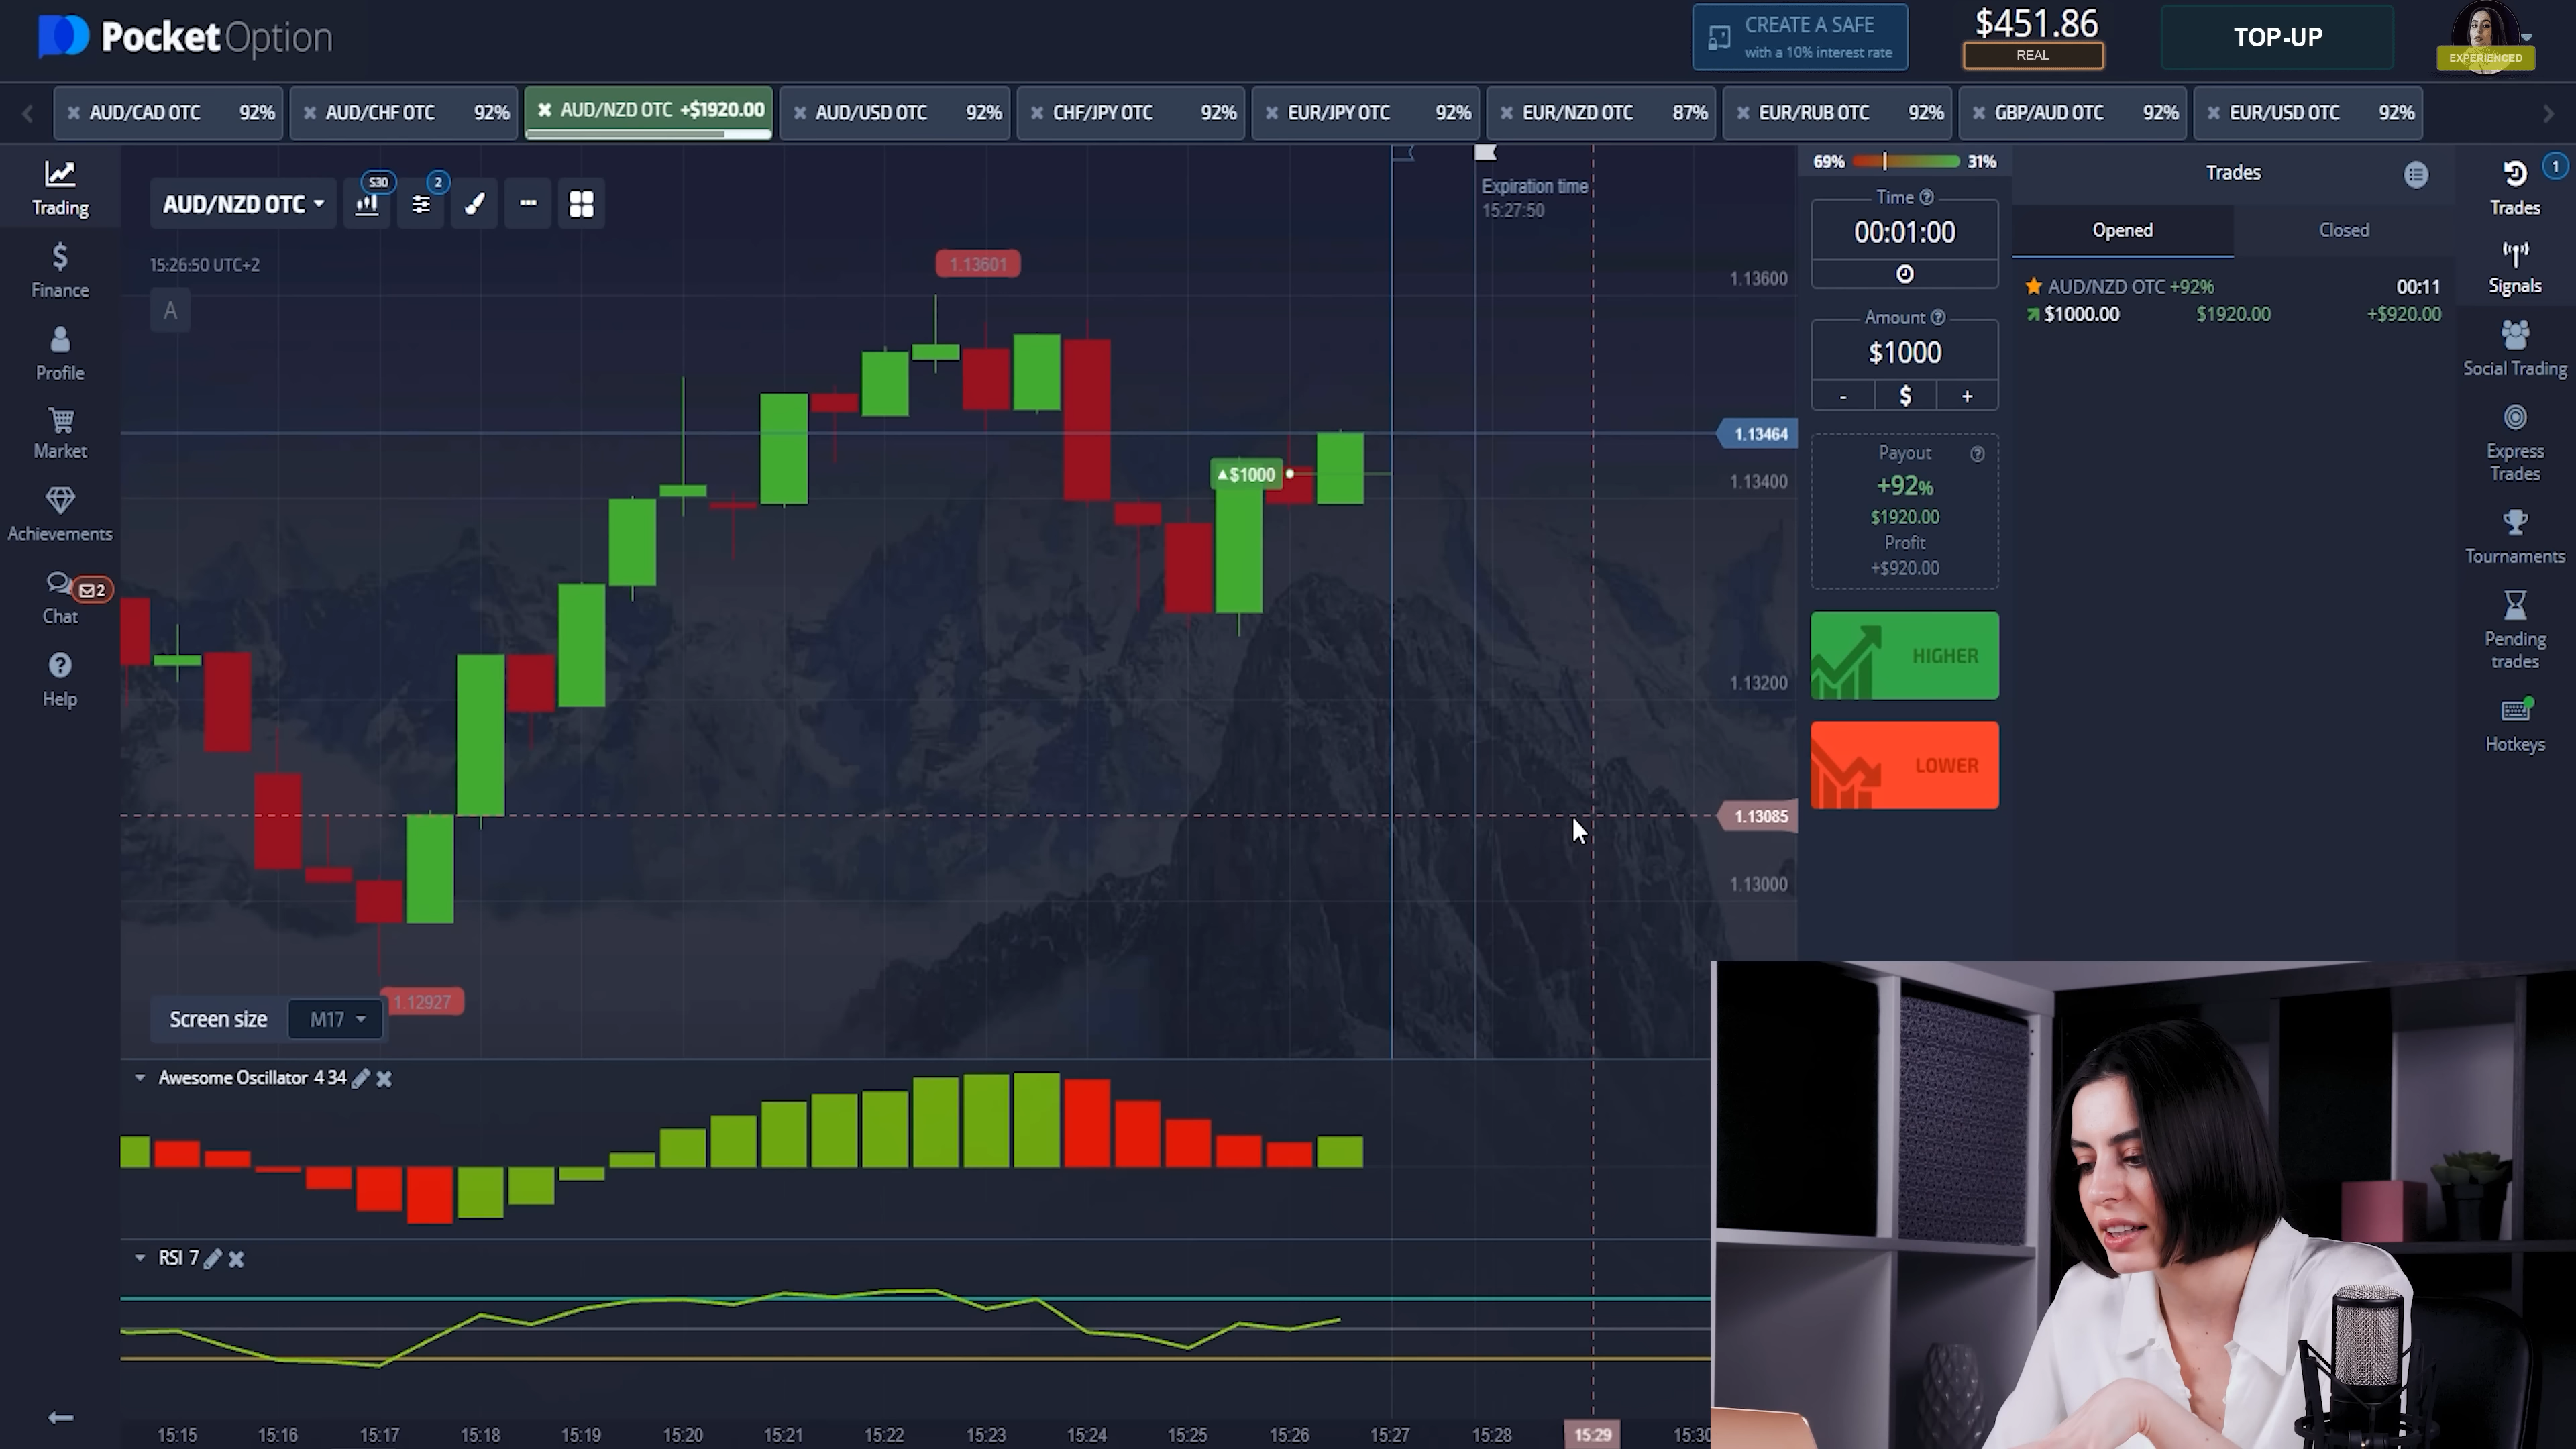 PocketOption
CREATE A SAFE
with a 10% interest rate
$451.86
REAL
TOP-UP
EXPERIENCED
AUD/CAD OTC 92%
AUD/CHF OTC 92%
AUD/NZD OTC +$1920.00
AUD/USD OTC 92%
CHF/JPY OTC 92%
EUR/JPY OTC 92%
EUR/NZD OTC 87%
EUR/RUB OTC 92%
GBP/AUD OTC 92%
EUR/USD OTC 92%
Trading
Finance
Profile
Market
Achievements
2
Chat
Help
AUD/NZD OTC
S30
2
15:26:50 UTC+2
A
1.13601
Expiration time
15:27:50
1.13600
1.13464
1.13400
$1000
1.13200
1.13085
1.13000
1.12927
Screen size M17
Awesome Oscillator 4 34
RSI 7
15:15 15:16 15:17 15:18 15:19 15:20 15:21 15:22 15:23 15:24 15:25 15:26 15:27 15:28 15:29 15:30
69% 31%
Time
00:01:00
Amount
$1000
- $ +
Payout
+92%
$1920.00
Profit
+$920.00
HIGHER
LOWER
Trades
Opened Closed
AUD/NZD OTC +92% 00:11
$1000.00 $1920.00 +$920.00
1
Trades
Signals
Social Trading
Express
Trades
Tournaments
Pending
trades
Hotkeys